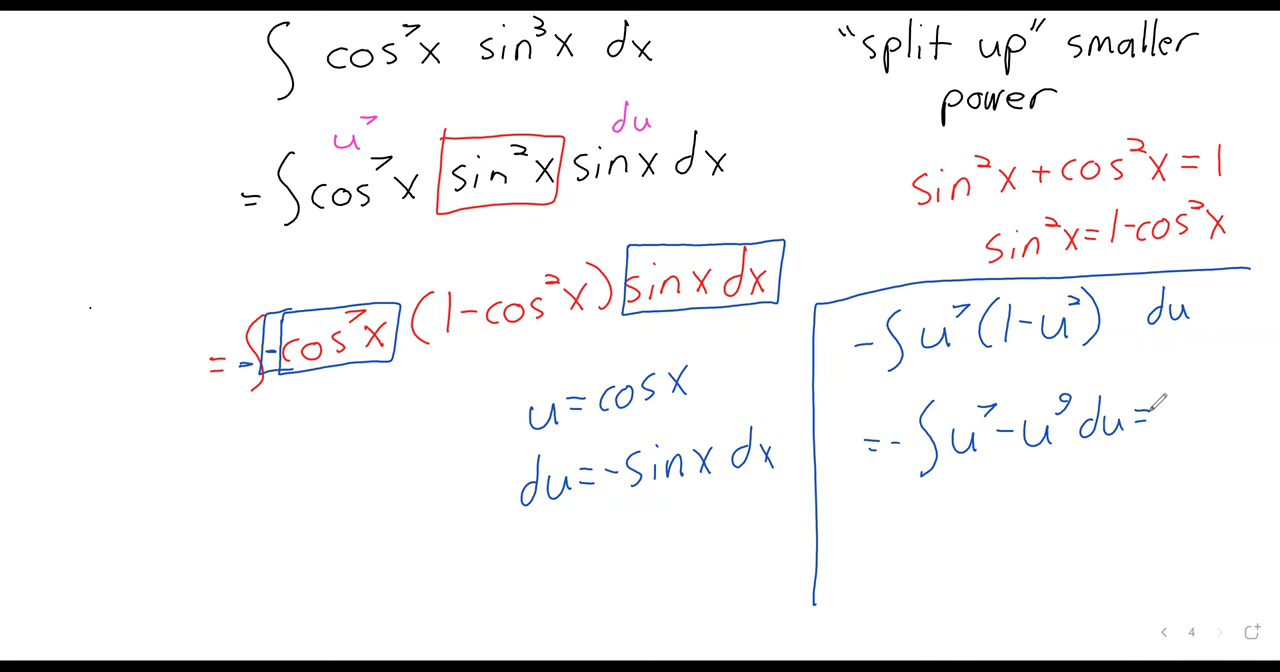 ∫ cos⁷x sin³x dx
"split up" smaller
power
u⁷ du
= ∫ cos⁷x sin²x sinx dx
sin²x + cos²x = 1
sin²x = 1 - cos²x
= -∫ -cos⁷x (1 - cos²x) sinx dx
u = cosx
du = -sinx dx
-∫ u⁷(1 - u²) du
= -∫ u⁷ - u⁹ du =
< 4 >